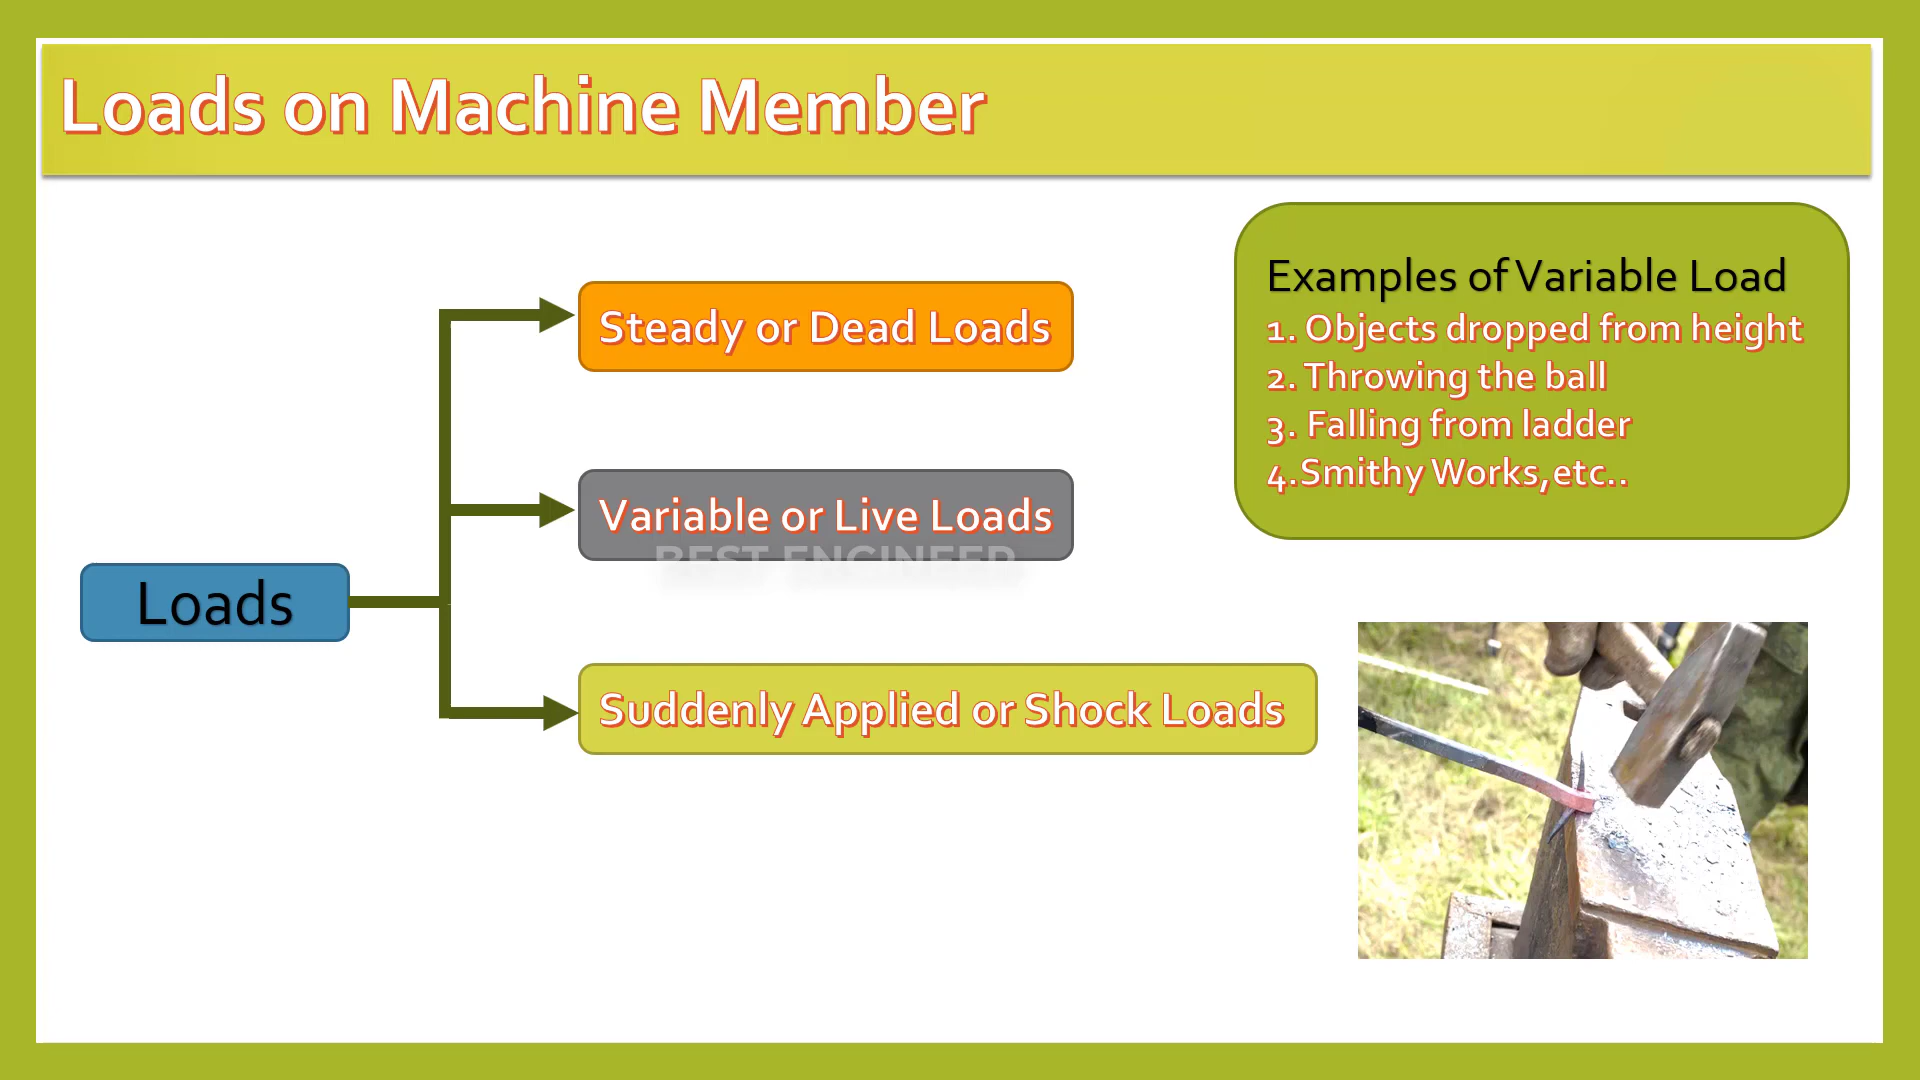 Loads on Machine Member
Steady or Dead Loads
Variable or Live Loads
BEST ENGINEER
Loads
Suddenly Applied or Shock Loads
Examples of Variable Load
1. Objects dropped from height
2. Throwing the ball
3. Falling from ladder
4.Smithy Works,etc..